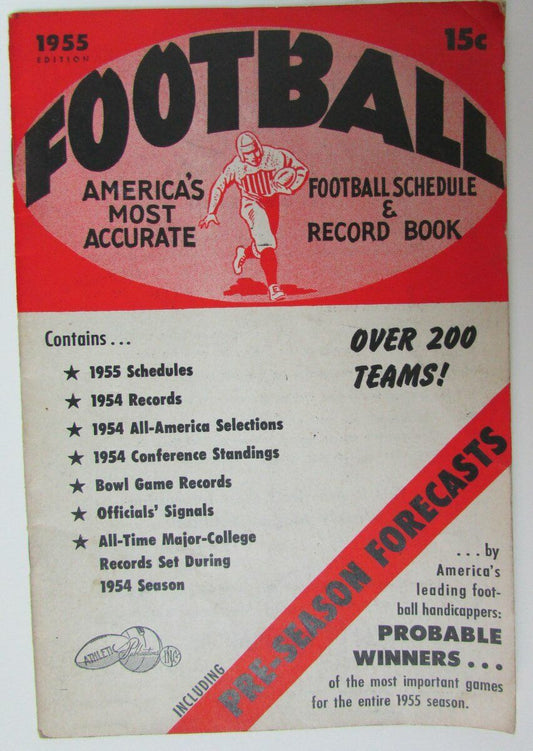 1955
EDITION
15c
FOOTBALL
AMERICA'S
MOST
ACCURATE
FOOTBALL SCHEDULE
&
RECORD BOOK
Contains . . .
★ 1955 Schedules
★ 1954 Records
★ 1954 All-America Selections
★ 1954 Conference Standings
★ Bowl Game Records
★ Officials' Signals
★ All-Time Major-College
Records Set During
1954 Season
OVER 200
TEAMS!
INCLUDING
PRE-SEASON FORECASTS
. . . by
America's
leading foot-
ball handicappers:
PROBABLE
WINNERS . . .
of the most important games
for the entire 1955 season.
ATHLETIC Publications INC.